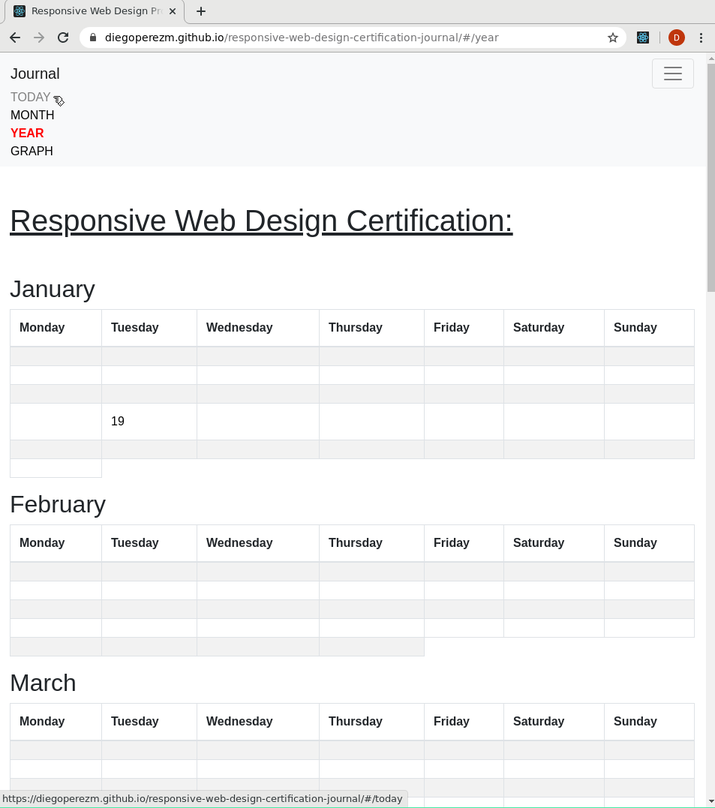 Responsive Web Design Pr
diegoperezm.github.io/responsive-web-design-certification-journal/#/year
D
Journal
TODAY
MONTH
YEAR
GRAPH
Responsive Web Design Certification:
January
Monday Tuesday Wednesday Thursday Friday Saturday Sunday
19
February
Monday Tuesday Wednesday Thursday Friday Saturday Sunday
March
Monday Tuesday Wednesday Thursday Friday Saturday Sunday
https://diegoperezm.github.io/responsive-web-design-certification-journal/#/today